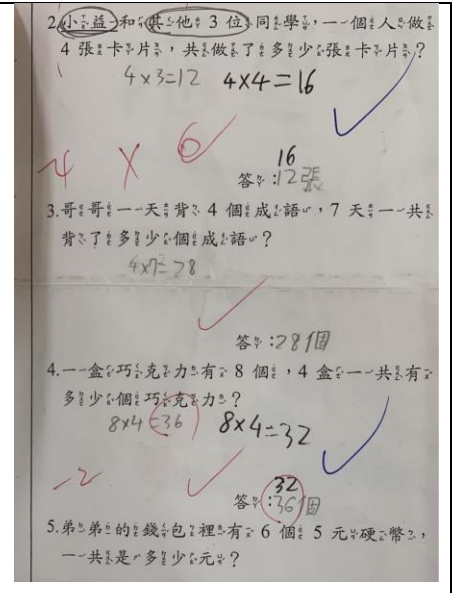 2.小益和其他3位同學，一個人做
4張卡片，共做了多少張卡片？
4×3=12 4×4=16
-4
16
答：12張
3.哥哥一天背4個成語，7天一共
背了多少個成語？
4×7=28
答：28個
4.一盒巧克力有8個，4盒一共有
多少個巧克力？
8×4=36 8×4=32
-2
32
答：36個
5.弟弟的錢包裡有6個5元硬幣，
一共是多少元？